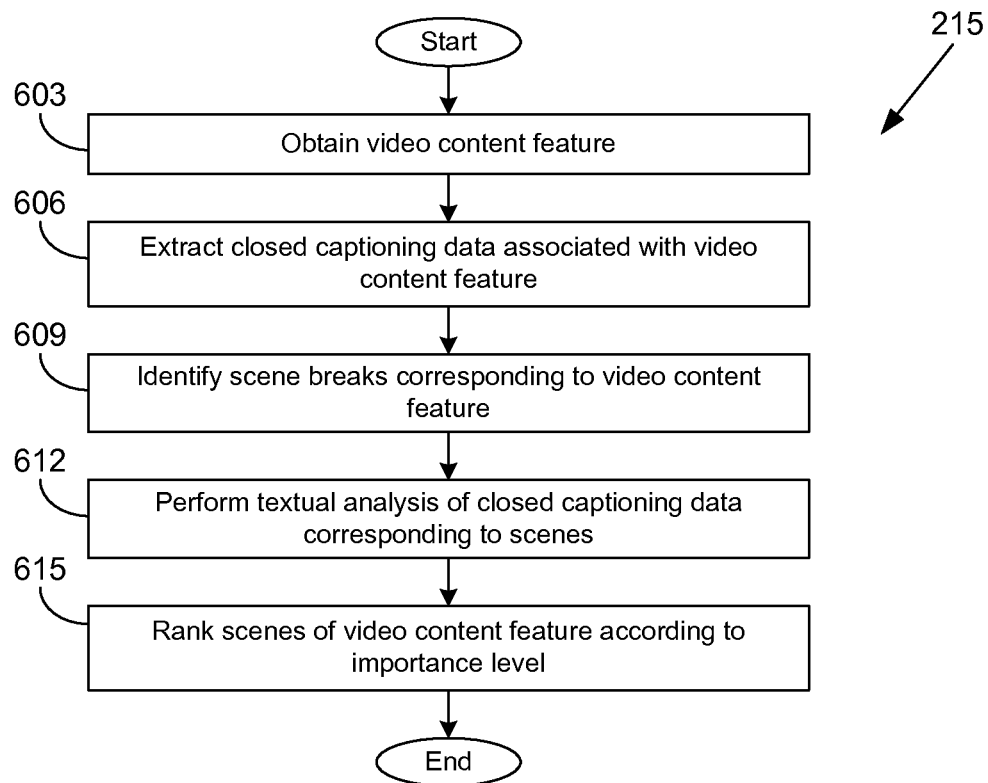 215
Start
603
Obtain video content feature
606
Extract closed captioning data associated with video
content feature
609
Identify scene breaks corresponding to video content
feature
612
Perform textual analysis of closed captioning data
corresponding to scenes
615
Rank scenes of video content feature according to
importance level
End